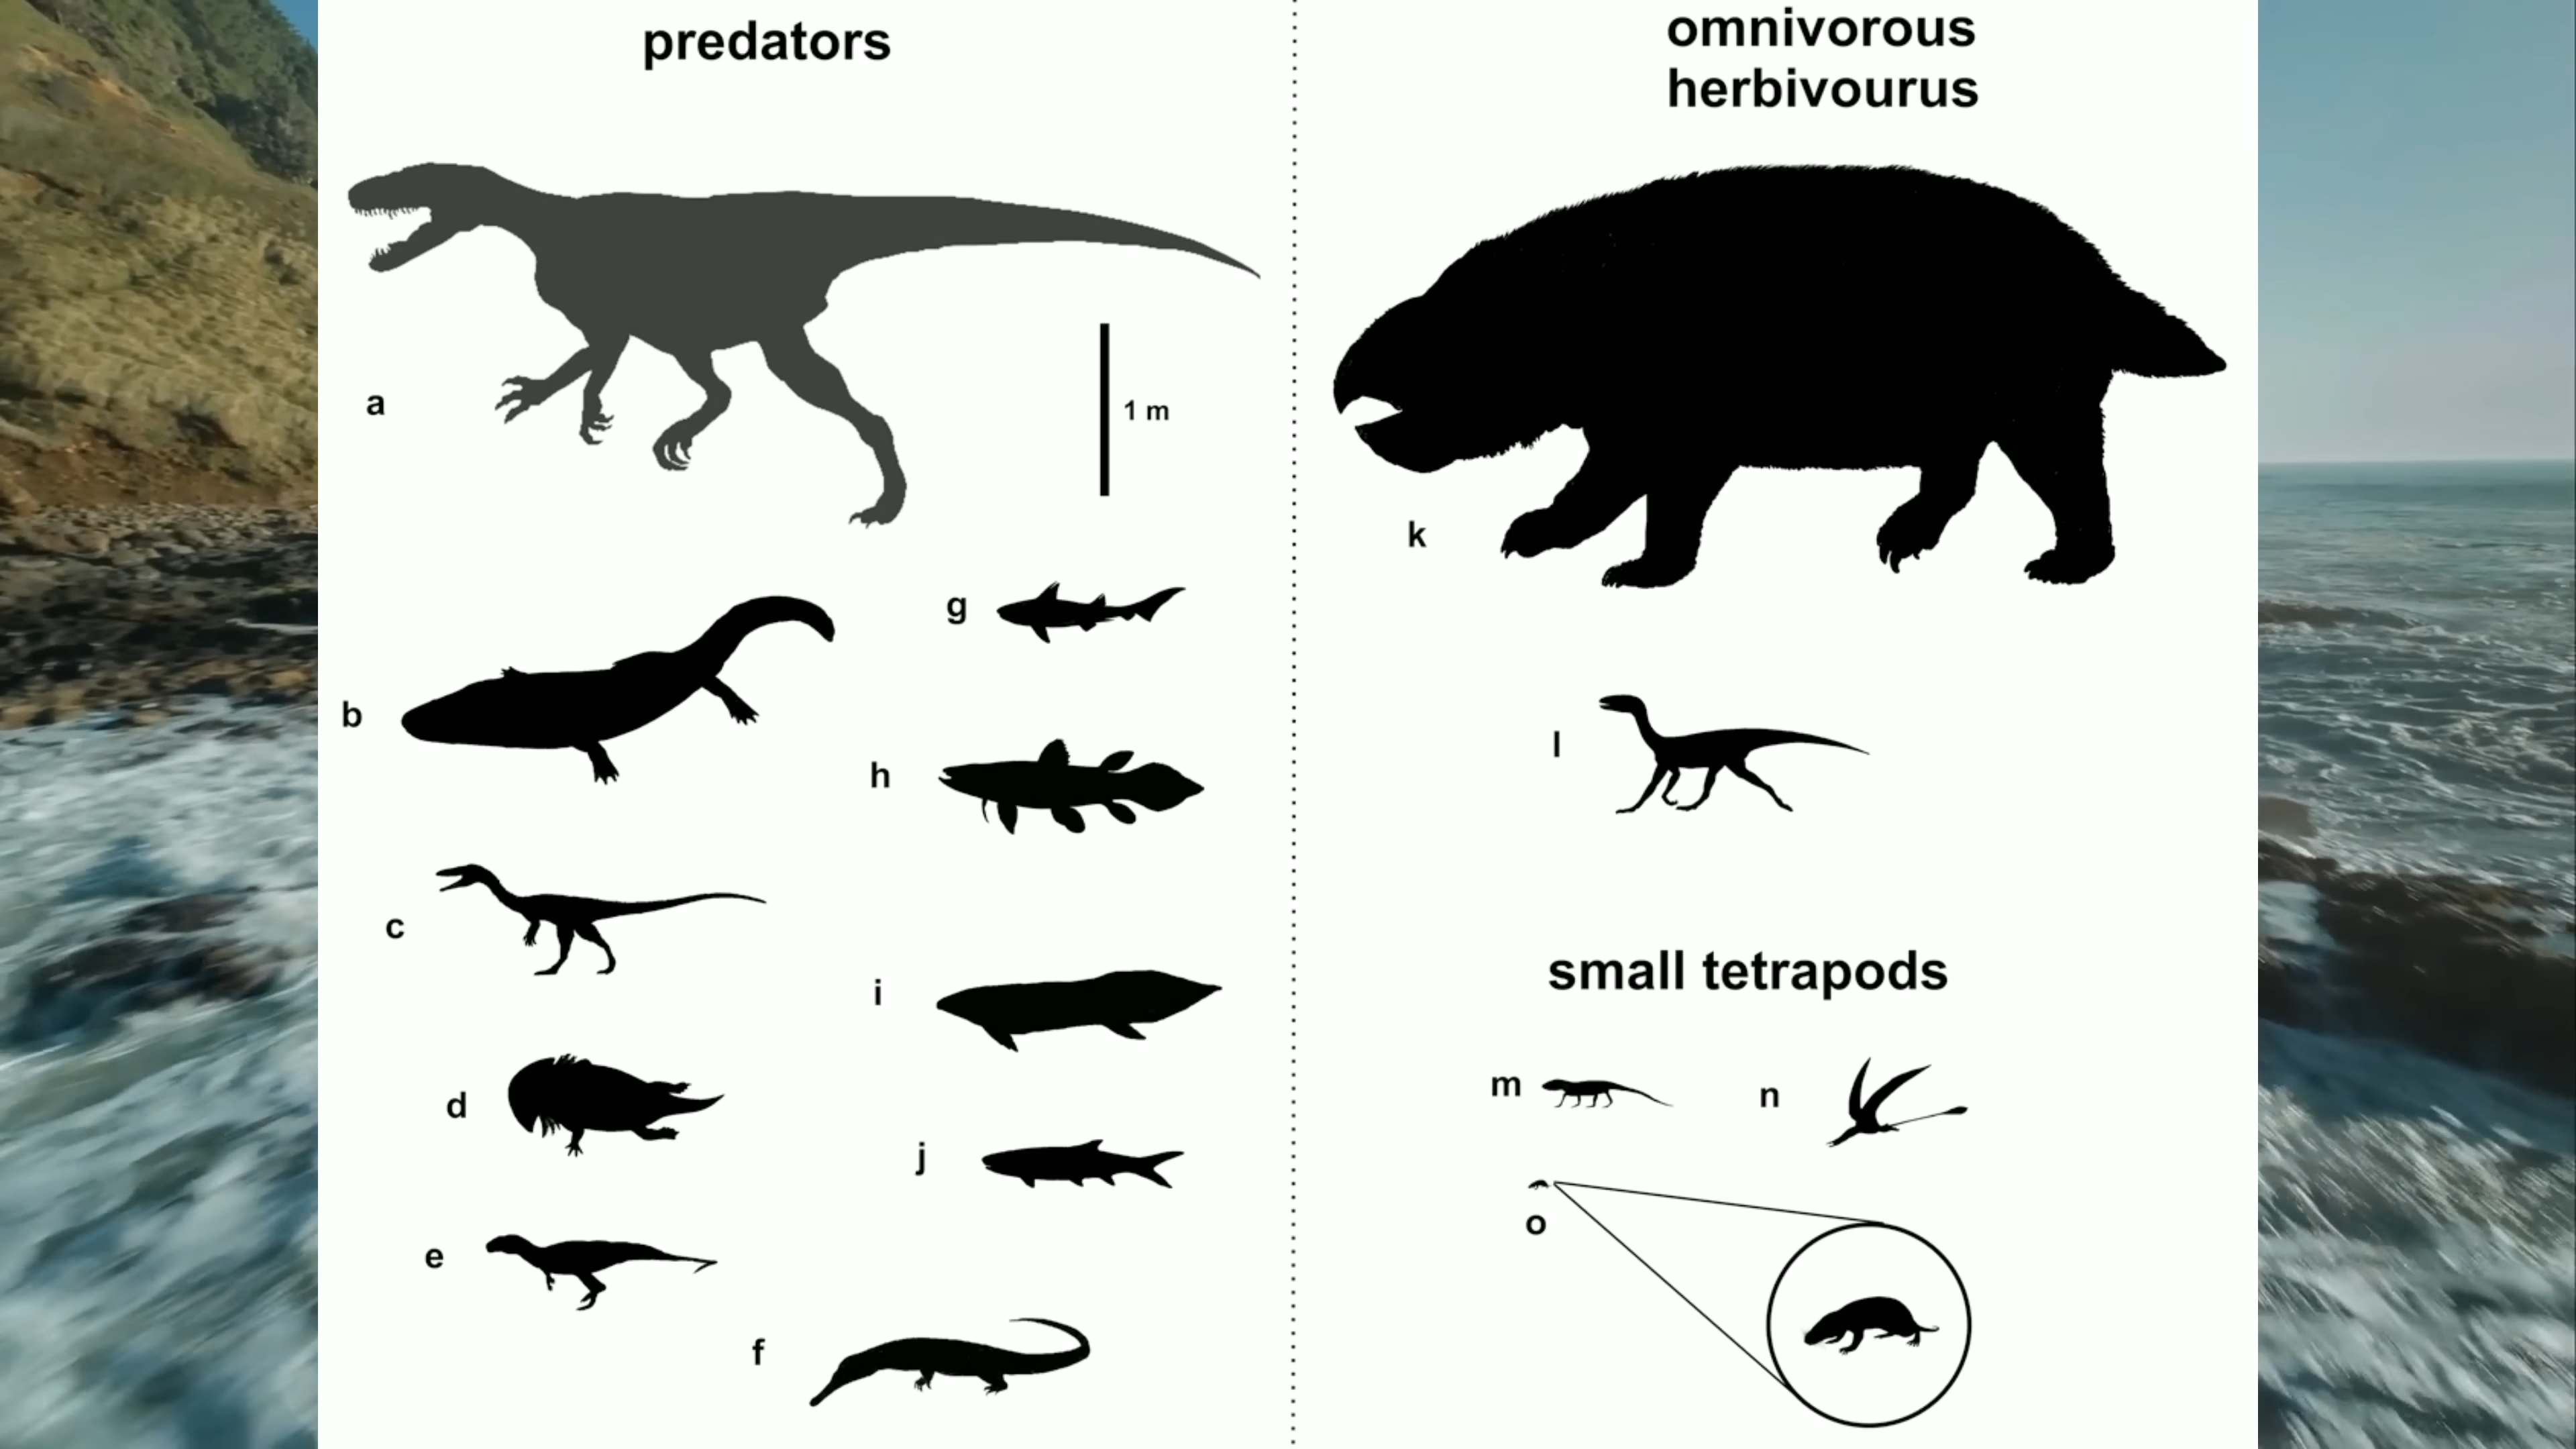 predators
a
1 m
b
g
h
c
i
d
j
e
f
omnivorous
herbivourus
k
l
small tetrapods
m
n
o